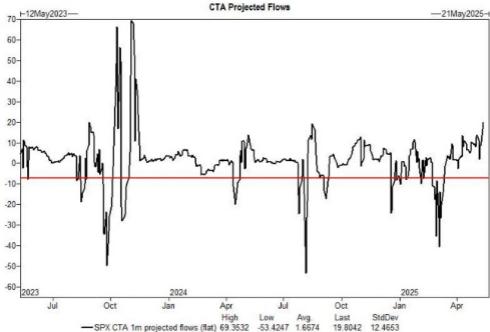 CTA Projected Flows
12May2023 21May2025
70
60
50
40
30
20
10
0
-10
-20
-30
-40
-50
-60
2023 2024 2025
Jul Oct Jan Apr Jul Oct Jan Apr
High Low Avg. Last StdDev
SPX CTA 1m projected flows (flat) 69.3532 -53.4247 1.6674 19.8042 12.4653